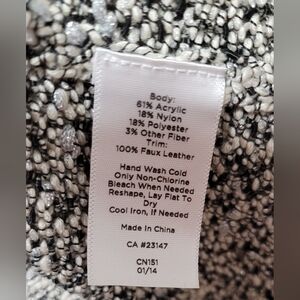 Body:
61% Acrylic
18% Nylon
18% Polyester
3% Other Fiber
Trim:
100% Faux Leather
Hand Wash Cold
Only Non-Chlorine
Bleach When Needed
Reshape, Lay Flat To
Dry
Cool Iron, If Needed
Made In China
CA #23147
CN151
01/14